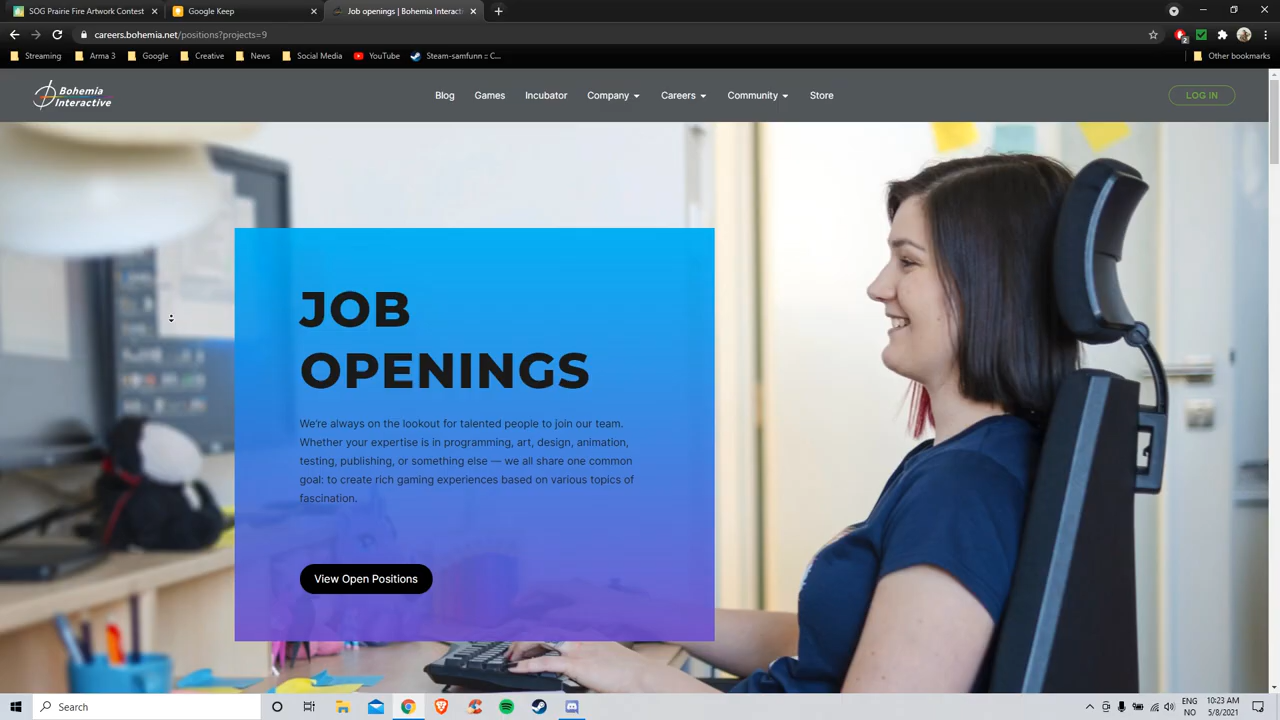 SOG Prairie Fire Artwork Contest
Google Keep
Job openings | Bohemia Interacti
careers.bohemia.net/positions?projects=9
2
Streaming
Arma 3
Google
Creative
News
Social Media
YouTube
Steam-samfunn :: C...
Other bookmarks
Bohemia
Interactive
Blog
Games
Incubator
Company
Careers
Community
Store
LOG IN
JOB
OPENINGS
We're always on the lookout for talented people to join our team.
Whether your expertise is in programming, art, design, animation,
testing, publishing, or something else — we all share one common
goal: to create rich gaming experiences based on various topics of
fascination.
View Open Positions
Search
ENG
NO
10:23 AM
5/8/2021